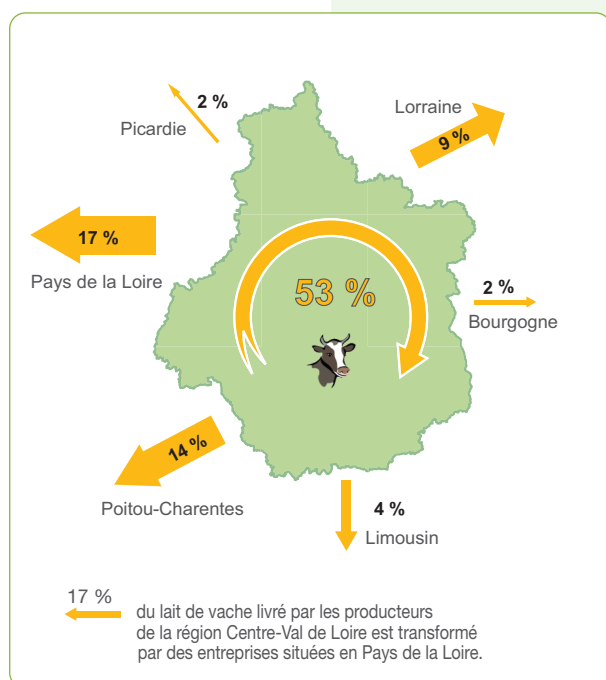 2 %
Picardie
Lorraine
9 %
17 %
Pays de la Loire
53 %
2 %
Bourgogne
14 %
Poitou-Charentes
4 %
Limousin
17 %
du lait de vache livré par les producteurs
de la région Centre-Val de Loire est transformé
par des entreprises situées en Pays de la Loire.